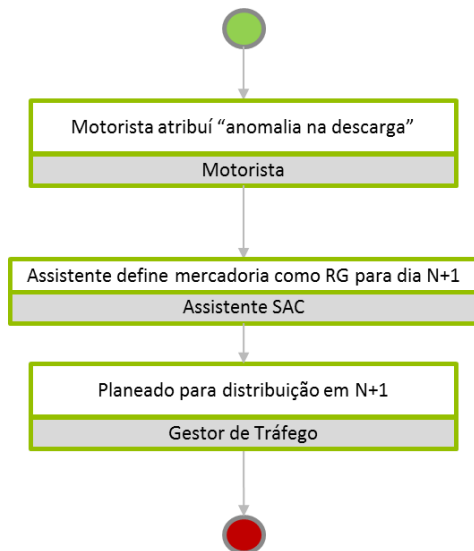 Motorista atribuí “anomalia na descarga”
Motorista
Assistente define mercadoria como RG para dia N+1
Assistente SAC
Planeado para distribuição em N+1
Gestor de Tráfego